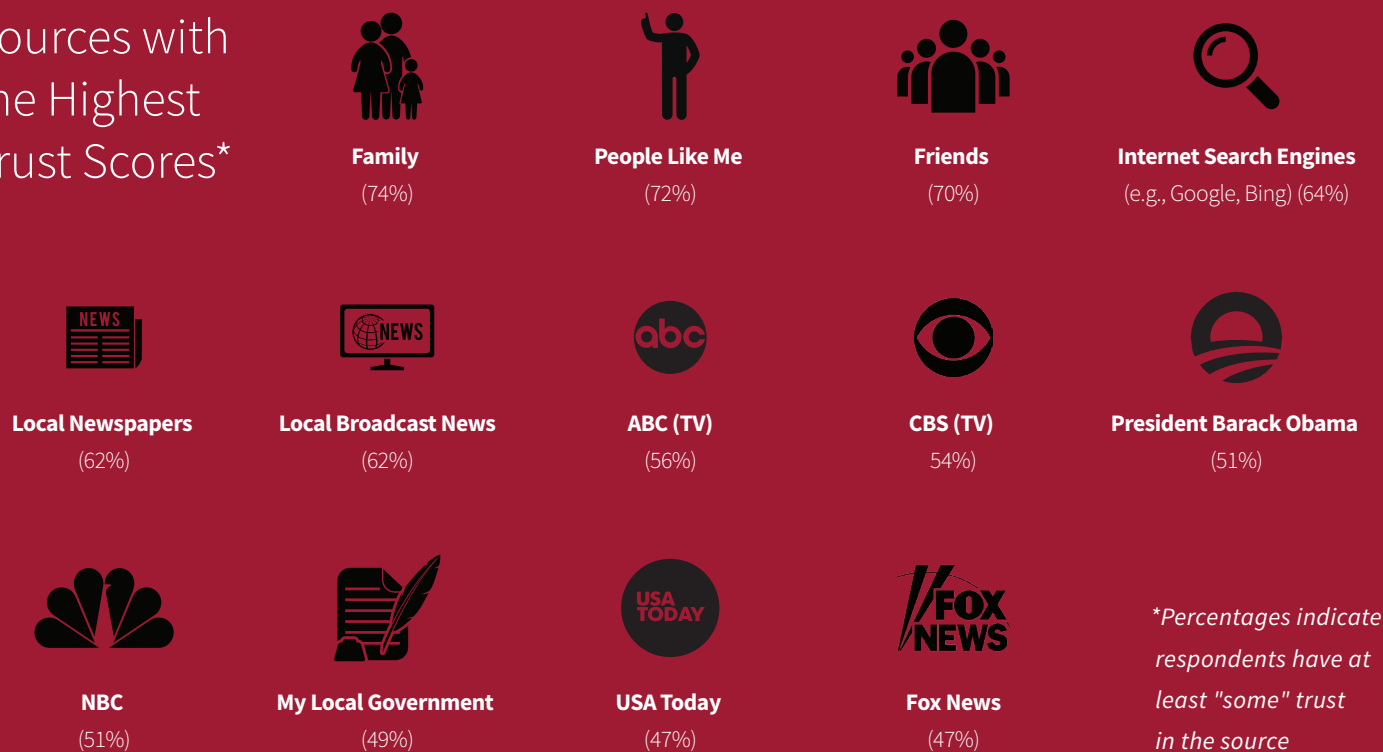 ources with
he Highest
rust Scores*
Family
(74%)
People Like Me
(72%)
Friends
(70%)
Internet Search Engines
(e.g., Google, Bing) (64%)
NEWS
Local Newspapers
(62%)
NEWS
Local Broadcast News
(62%)
abc
ABC (TV)
(56%)
CBS (TV)
54%)
President Barack Obama
(51%)
NBC
(51%)
My Local Government
(49%)
USA
TODAY
USA Today
(47%)
FOX
NEWS
Fox News
(47%)
*Percentages indicate
respondents have at
least "some" trust
in the source